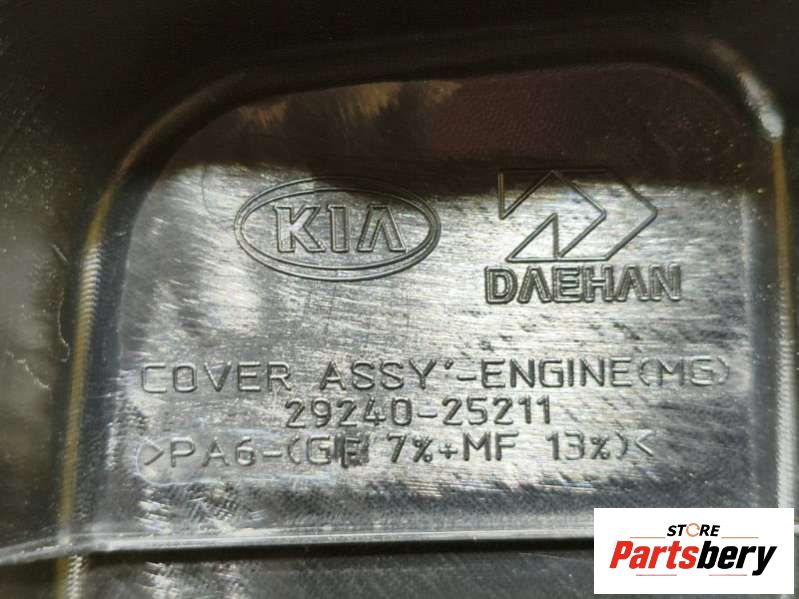 KIA
DAEHAN
COVER ASSY'-ENGINE(MG)
29240-25211
>PA6-(GF 7%+MF 13%)<
STORE
Partsbery